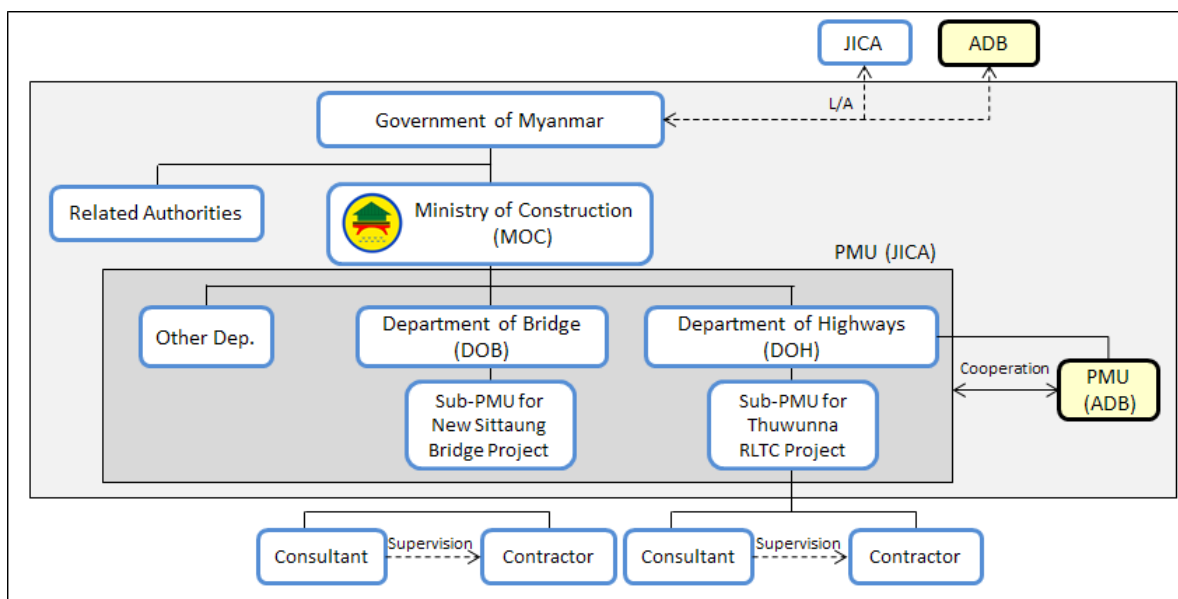 JICA
ADB
L/A
Government of Myanmar
Related Authorities
Ministry of Construction
(MOC)
PMU (JICA)
Other Dep.
Department of Bridge
(DOB)
Department of Highways
(DOH)
Cooperation
PMU
(ADB)
Sub-PMU for
New Sittaung
Bridge Project
Sub-PMU for
Thuwunna
RLTC Project
Consultant
Supervision
Contractor
Consultant
Supervision
Contractor